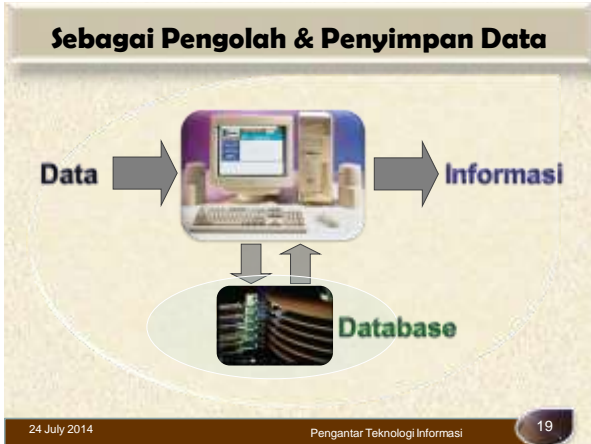 Sebagai Pengolah & Penyimpan Data
Data
Informasi
Database
24 July 2014
Pengantar Teknologi Informasi
19